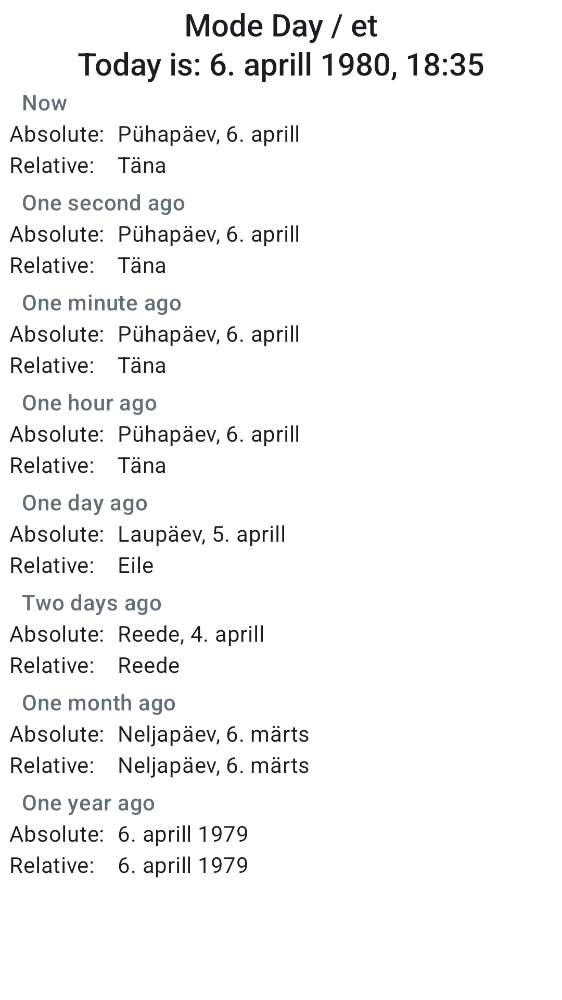 Mode Day / et
Today is: 6. aprill 1980, 18:35
Now
Absolute: Pühapäev, 6. aprill
Relative: Täna
One second ago
Absolute: Pühapäev, 6. aprill
Relative: Täna
One minute ago
Absolute: Pühapäev, 6. aprill
Relative: Täna
One hour ago
Absolute: Pühapäev, 6. aprill
Relative: Täna
One day ago
Absolute: Laupäev, 5. aprill
Relative: Eile
Two days ago
Absolute: Reede, 4. aprill
Relative: Reede
One month ago
Absolute: Neljapäev, 6. märts
Relative: Neljapäev, 6. märts
One year ago
Absolute: 6. aprill 1979
Relative: 6. aprill 1979